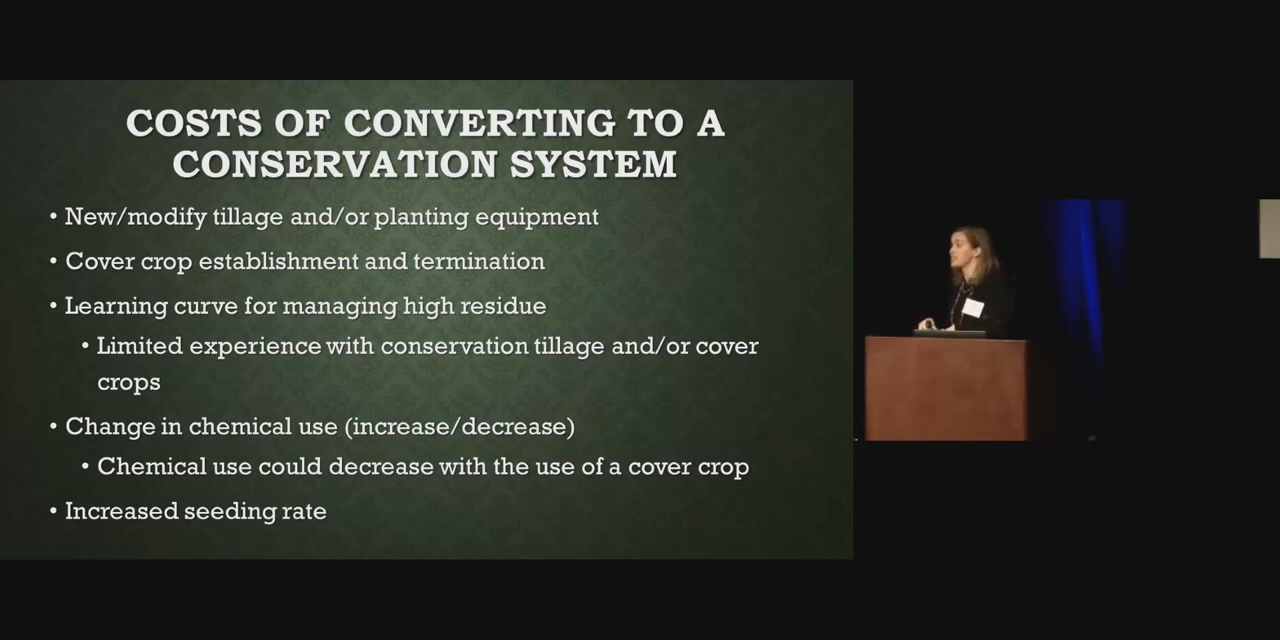 COSTS OF CONVERTING TO A
CONSERVATION SYSTEM
• New/modify tillage and/or planting equipment
• Cover crop establishment and termination
• Learning curve for managing high residue
• Limited experience with conservation tillage and/or cover
crops
• Change in chemical use (increase/decrease)
• Chemical use could decrease with the use of a cover crop
• Increased seeding rate